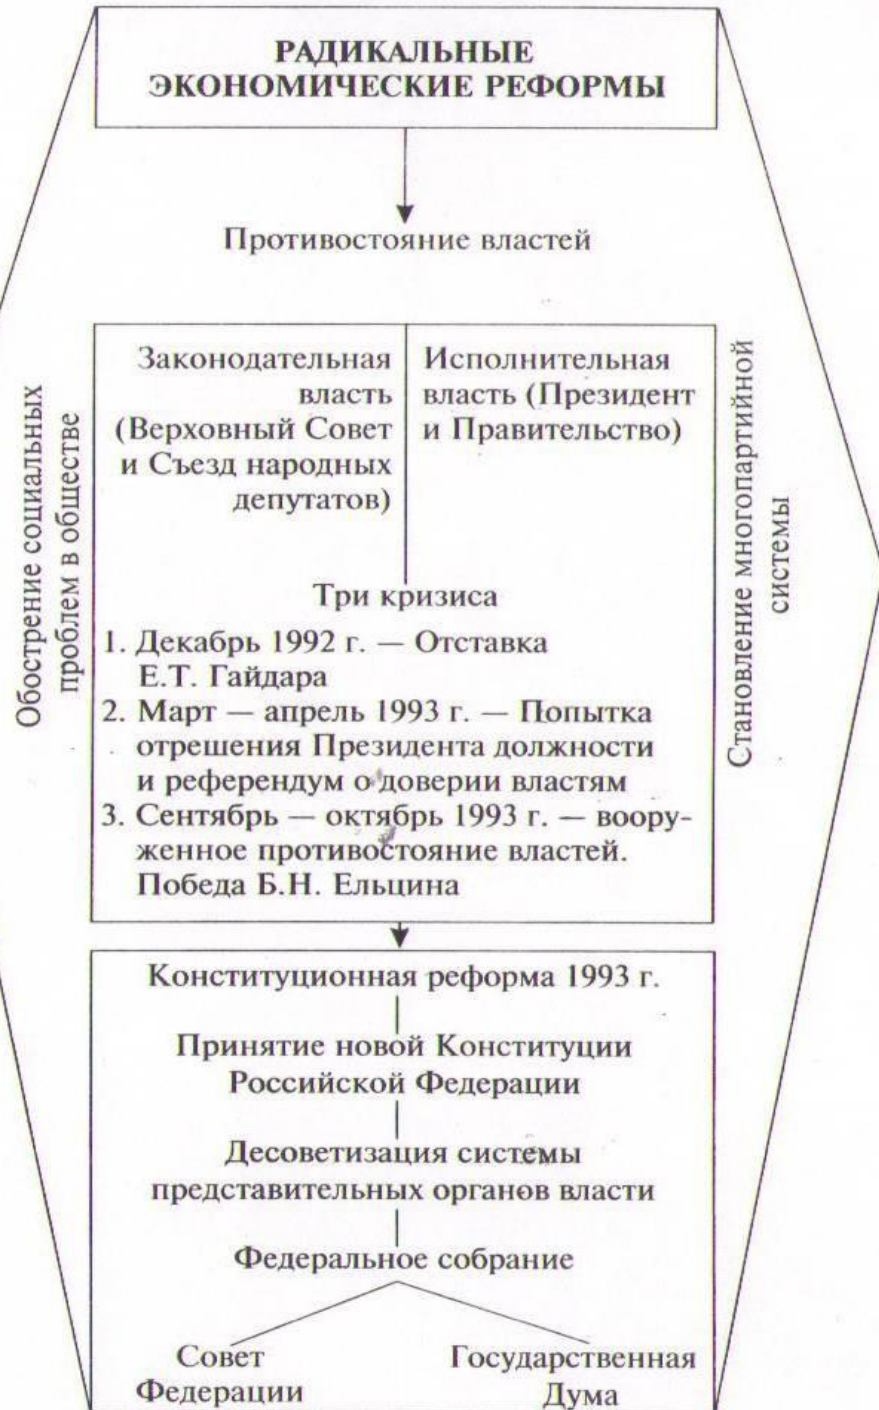 РАДИКАЛЬНЫЕ
ЭКОНОМИЧЕСКИЕ РЕФОРМЫ
Противостояние властей
Законодательная
власть
(Верховный Совет
и Съезд народных
депутатов)
Исполнительная
власть (Президент
и Правительство)
Три кризиса
1. Декабрь 1992 г. — Отставка
Е.Т. Гайдара
2. Март — апрель 1993 г. — Попытка
отрешения Президента должности
и референдум о доверии властям
3. Сентябрь — октябрь 1993 г. — воору-
женное противостояние властей.
Победа Б.Н. Ельцина
Обострение социальных
проблем в обществе
Становление многопартийной
системы
Конституционная реформа 1993 г.
Принятие новой Конституции
Российской Федерации
Десоветизация системы
представительных органов власти
Федеральное собрание
Совет
Федерации
Государственная
Дума